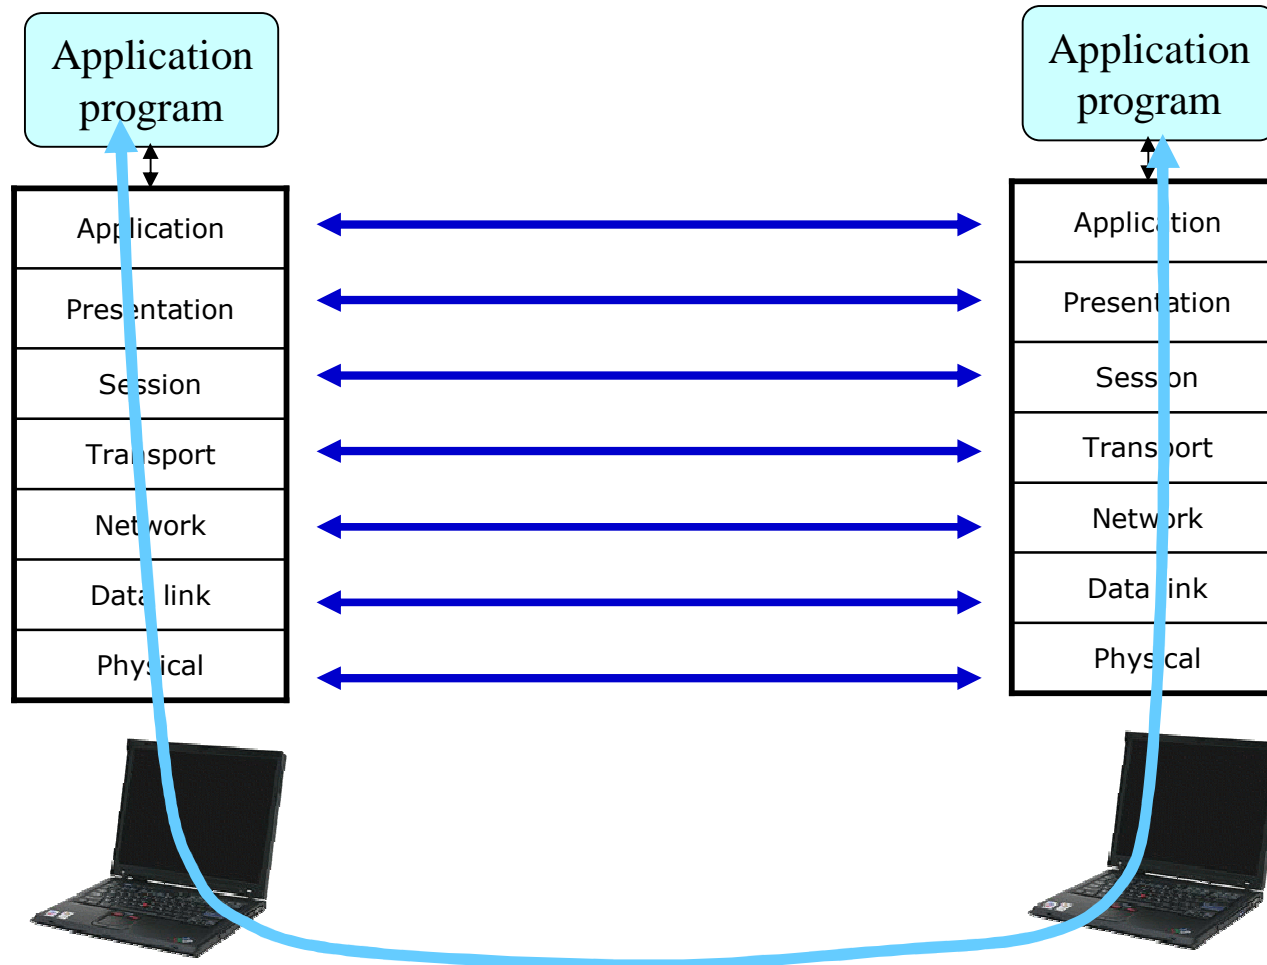 Application
program
Application
program
Application
Presentation
Session
Transport
Network
Data link
Physical
Application
Presentation
Session
Transport
Network
Data link
Physical